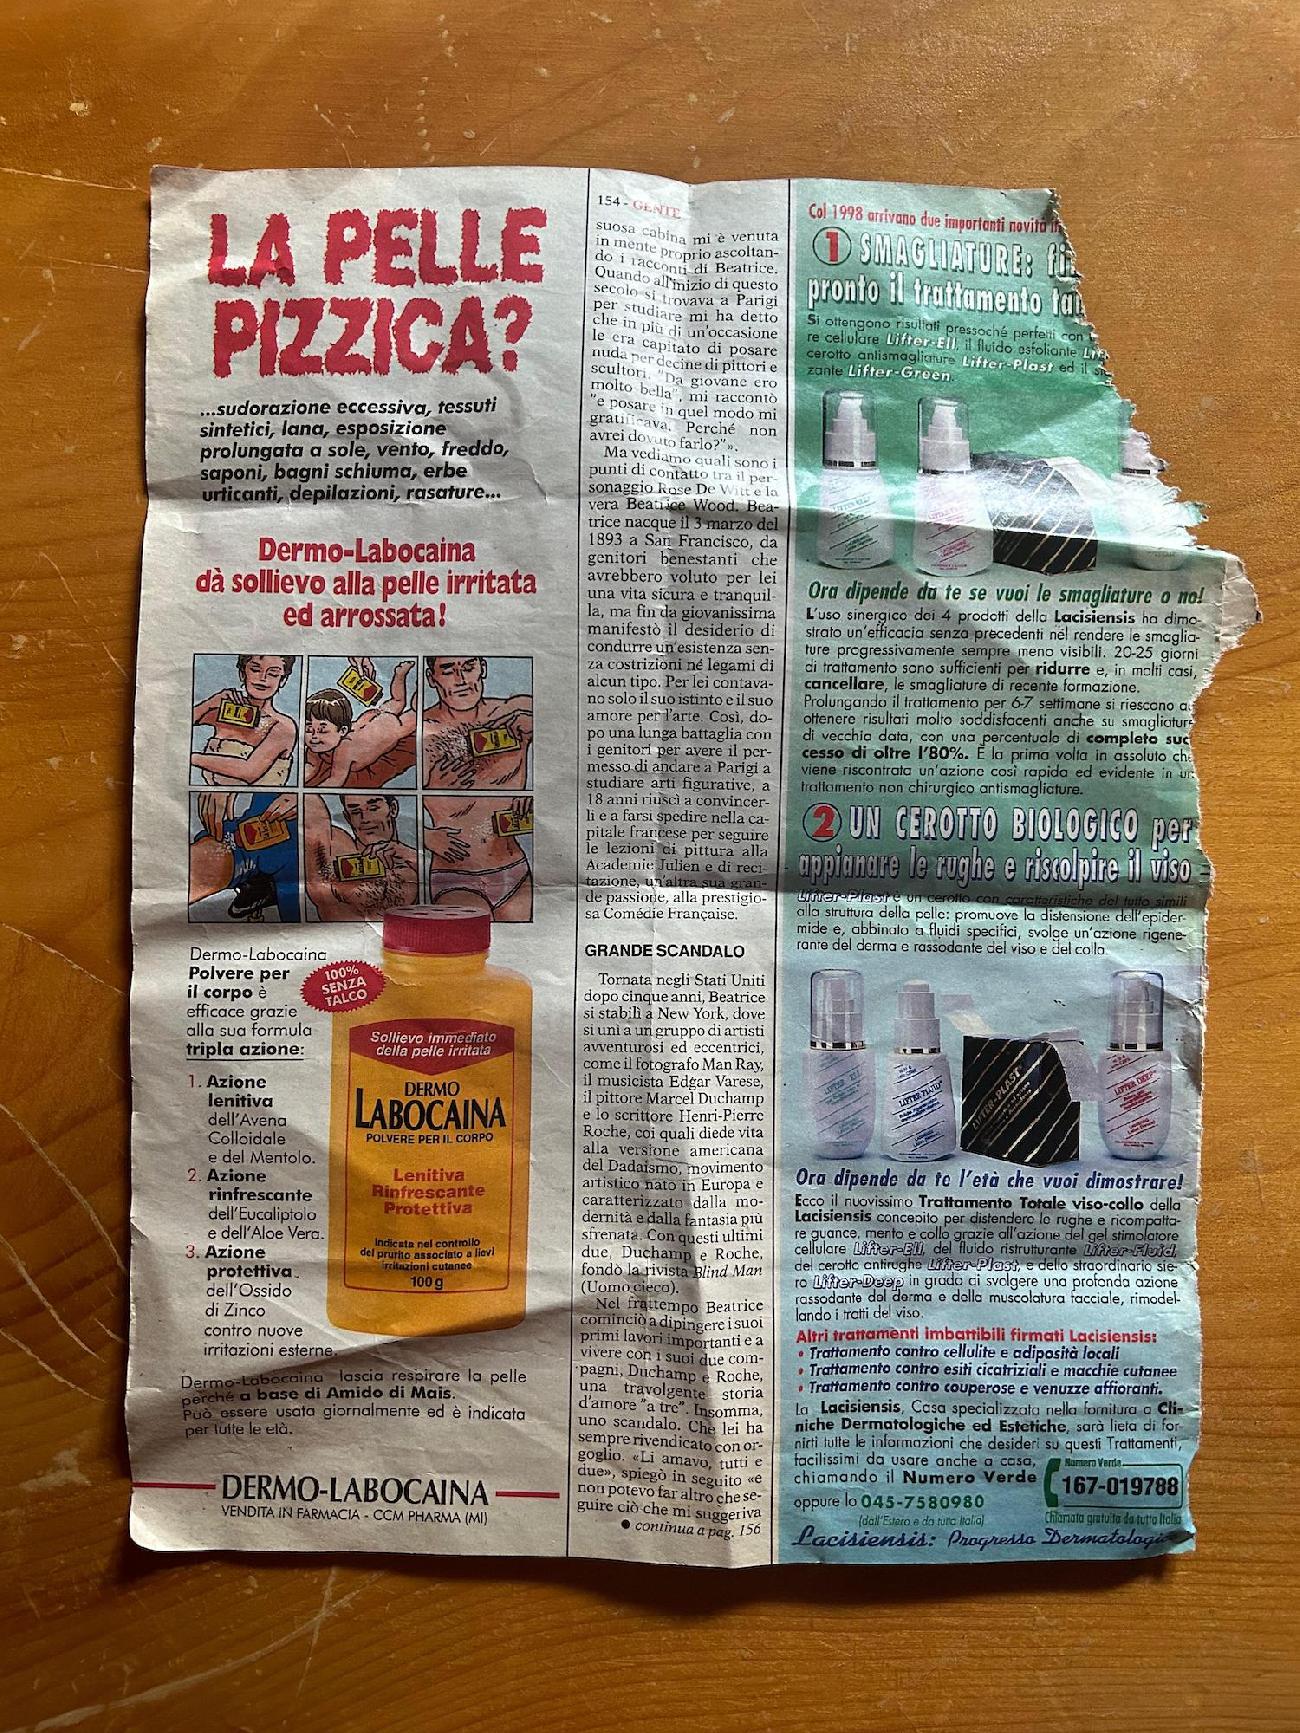 LA PELLE
PIZZICA?
...sudorazione eccessiva, tessuti
sintetici, lana, esposizione
prolungata a sole, vento, freddo,
saponi, bagni schiuma, erbe
urticanti, depilazioni, rasature...
Dermo-Labocaina
dà sollievo alla pelle irritata
ed arrossata!
Dermo-Labocaina
Polvere per
il corpo è
efficace grazie
alla sua formula
tripla azione:
1. Azione
lenitiva
dell'Avena
Colloidale
e del Mentolo.
2. Azione
rinfrescante
dell'Eucaliptolo
e dell'Aloe Vera.
3. Azione
protettiva
dell'Ossido
di Zinco
contro nuove
irritazioni esterne.
100%
SENZA
TALCO
Sollievo immediato
della pelle irritata
DERMO
LABOCAINA
POLVERE PER IL CORPO
Lenitiva
Rinfrescante
Protettiva
Indicata nel controllo
del prurito associato a lievi
irritazioni cutanee
100 g
Dermo-Labocaina lascia respirare la pelle
perché a base di Amido di Mais.
Può essere usata giornalmente ed è indicata
per tutte le età.
DERMO-LABOCAINA
VENDITA IN FARMACIA - CCM PHARMA (MI)
154 - GENTE
suosa cabina mi è venuta
in mente proprio ascoltan-
do i racconti di Beatrice.
Quando all'inizio di questo
secolo si trovava a Parigi
per studiare mi ha detto
che in più di un'occasione
le era capitato di posare
nuda per decine di pittori e
scultori. "Da giovane ero
molto bella", mi raccontò
"e posare in quel modo mi
gratificava. Perché non
avrei dovuto farlo?"».
Ma vediamo quali sono i
punti di contatto tra il per-
sonaggio Rose De Witt e la
vera Beatrice Wood. Bea-
trice nacque il 3 marzo del
1893 a San Francisco, da
genitori benestanti che
avrebbero voluto per lei
una vita sicura e tranquil-
la, ma fin da giovanissima
manifestò il desiderio di
condurre un'esistenza sen-
za costrizioni né legami di
alcun tipo. Per lei contava-
no solo il suo istinto e il suo
amore per l'arte. Così, do-
po una lunga battaglia con
i genitori per avere il per-
messo di andare a Parigi a
studiare arti figurative, a
18 anni riuscì a convincer-
li e a farsi spedire nella ca-
pitale francese per seguire
le lezioni di pittura alla
Academie Julien e di reci-
tazione, un'altra sua gran-
de passione, alla prestigio-
sa Comédie Française.
GRANDE SCANDALO
Tornata negli Stati Uniti
dopo cinque anni, Beatrice
si stabilì a New York, dove
si unì a un gruppo di artisti
avventurosi ed eccentrici,
come il fotografo Man Ray,
il musicista Edgar Varese,
il pittore Marcel Duchamp
e lo scrittore Henri-Pierre
Roche, coi quali diede vita
alla versione americana
del Dadaismo, movimento
artistico nato in Europa e
caratterizzato dalla mo-
dernità e dalla fantasia più
sfrenata. Con questi ultimi
due, Duchamp e Roche,
fondò la rivista Blind Man
(Uomo cieco).
Nel frattempo Beatrice
cominciò a dipingere i suoi
primi lavori importanti e a
vivere con i suoi due com-
pagni, Duchamp e Roche,
una travolgente storia
d'amore "a tre". Insomma,
uno scandalo. Che lei ha
sempre rivendicato con or-
goglio. «Li amavo, tutti e
due», spiegò in seguito «e
non potevo far altro che se-
guire ciò che mi suggeriva
● continua a pag. 156
Col 1998 arrivano due importanti novità
1 SMAGLIATURE:
pronto il trattamento
Si ottengono risultati pressoché perfetti con
re cellulare Lifter-Ell, il fluido esfoliante
cerotto antismagliature Lifter-Plast ed il
zante Lifter-Green.
Ora dipende da te se vuoi le smagliature o no!
L'uso sinergico dei 4 prodotti della Lacisiensis ha dimo-
strato un'efficacia senza precedenti nel rendere le smaglia-
ture progressivamente sempre meno visibili. 20-25 giorni
di trattamento sono sufficienti per ridurre e, in molti casi,
cancellare, le smagliature di recente formazione.
Prolungando il trattamento per 6-7 settimane si riescono ad
ottenere risultati molto soddisfacenti anche su smagliature
di vecchia data, con una percentuale di completo suc
cesso di oltre l'80%. È la prima volta in assoluto che
viene riscontrata un'azione così rapida ed evidente in un
trattamento non chirurgico antismagliature.
2 UN CEROTTO BIOLOGICO per
appianare le rughe e riscolpire il viso
Lifter-Plast è un cerotto con caratteristiche del tutto simili
alla struttura della pelle: promuove la distensione dell'epider-
mide e, abbinato a fluidi specifici, svolge un'azione rigene-
rante del derma e rassodante del viso e del collo.
LIFTER ELL
LIFTER-FLUID
LIFTER-PLAST
LIFTER DEEP
Ora dipende da te l'età che vuoi dimostrare!
Ecco il nuovissimo Trattamento Totale viso-collo della
Lacisiensis concepito per distendere le rughe e ricompatta-
re guance, mento e collo grazie all'azione del gel stimolatore
cellulare Lifter-Ell, del fluido ristrutturante Lifter-Fluid,
del cerotto antirughe Lifter-Plast, e dello straordinario sie-
ro Lifter-Deep in grado di svolgere una profonda azione
rassodante del derma e della muscolatura facciale, rimodel-
lando i tratti del viso.
Altri trattamenti imbattibili firmati Lacisiensis:
• Trattamento contro cellulite e adiposità locali
• Trattamento contro esiti cicatriziali e macchie cutanee
• Trattamento contro couperose e venuzze affioranti.
La Lacisiensis, Casa specializzata nella fornitura a Cli-
niche Dermatologiche ed Estetiche, sarà lieta di for-
nirti tutte le informazioni che desideri su questi Trattamenti,
facilissimi da usare anche a casa,
chiamando il Numero Verde
oppure lo 045-7580980
(dall'Estero e da tutta Italia)
Numero Verde
167-019788
Chiamata gratuita da tutta Italia
Lacisiensis: Progresso Dermatologic